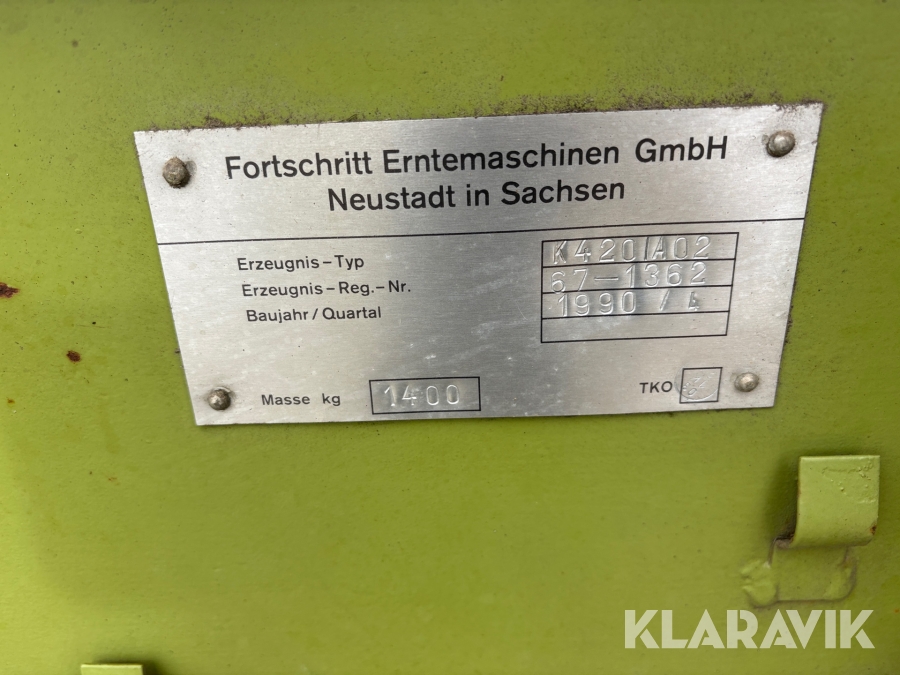 Fortschritt Erntemaschinen GmbH
Neustadt in Sachsen
Erzeugnis-Typ K420/A02
Erzeugnis-Reg.-Nr. 67-1362
Baujahr/Quartal 1990/4
Masse kg 1400 TKO
KLARAVIK